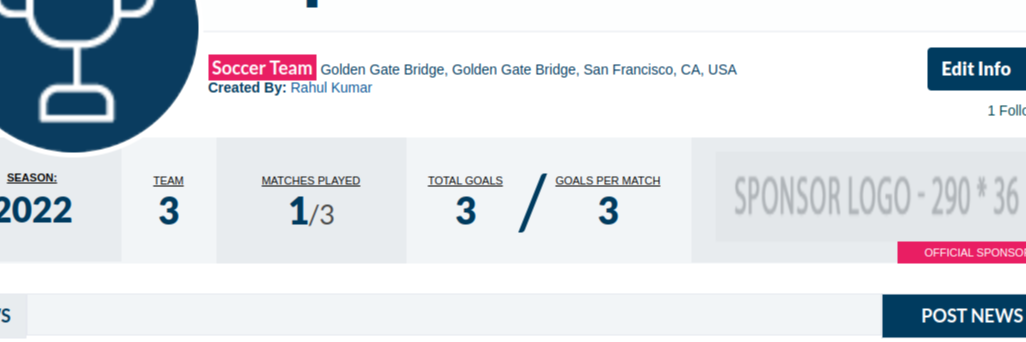 Soccer Team Golden Gate Bridge, Golden Gate Bridge, San Francisco, CA, USA
Edit Info
Created By: Rahul Kumar
1 Follo
SEASON:
2022
TEAM
3
MATCHES PLAYED
1/3
TOTAL GOALS
3
/
GOALS PER MATCH
3
SPONSOR LOGO - 290 * 36
OFFICIAL SPONSOR
S
POST NEWS